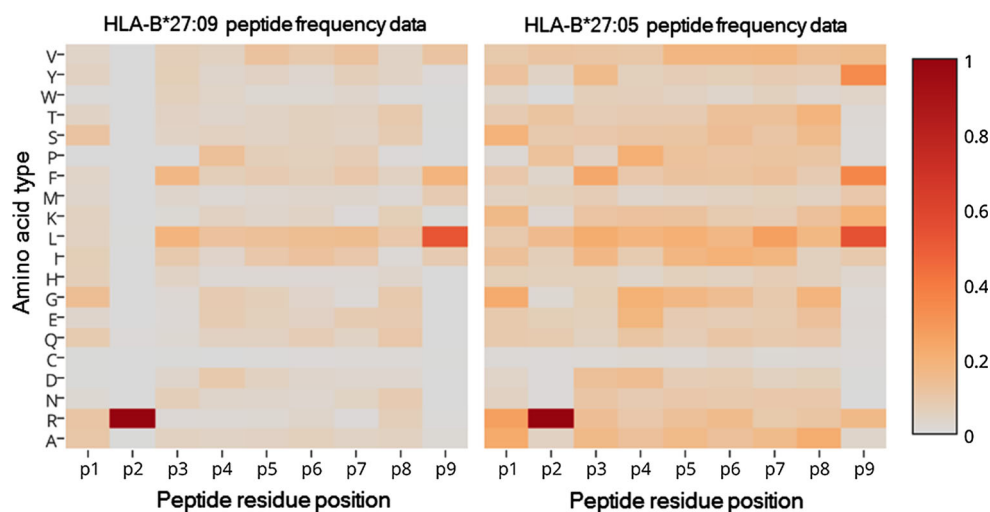 HLA-B*27:09 peptide frequency data
HLA-B*27:05 peptide frequency data
Amino acid type
V
Y
W
T
S
P
F
M
K
L
I
H
G
E
Q
C
D
N
R
A
p1 p2 p3 p4 p5 p6 p7 p8 p9
p1 p2 p3 p4 p5 p6 p7 p8 p9
Peptide residue position
Peptide residue position
1
0.8
0.6
0.4
0.2
0